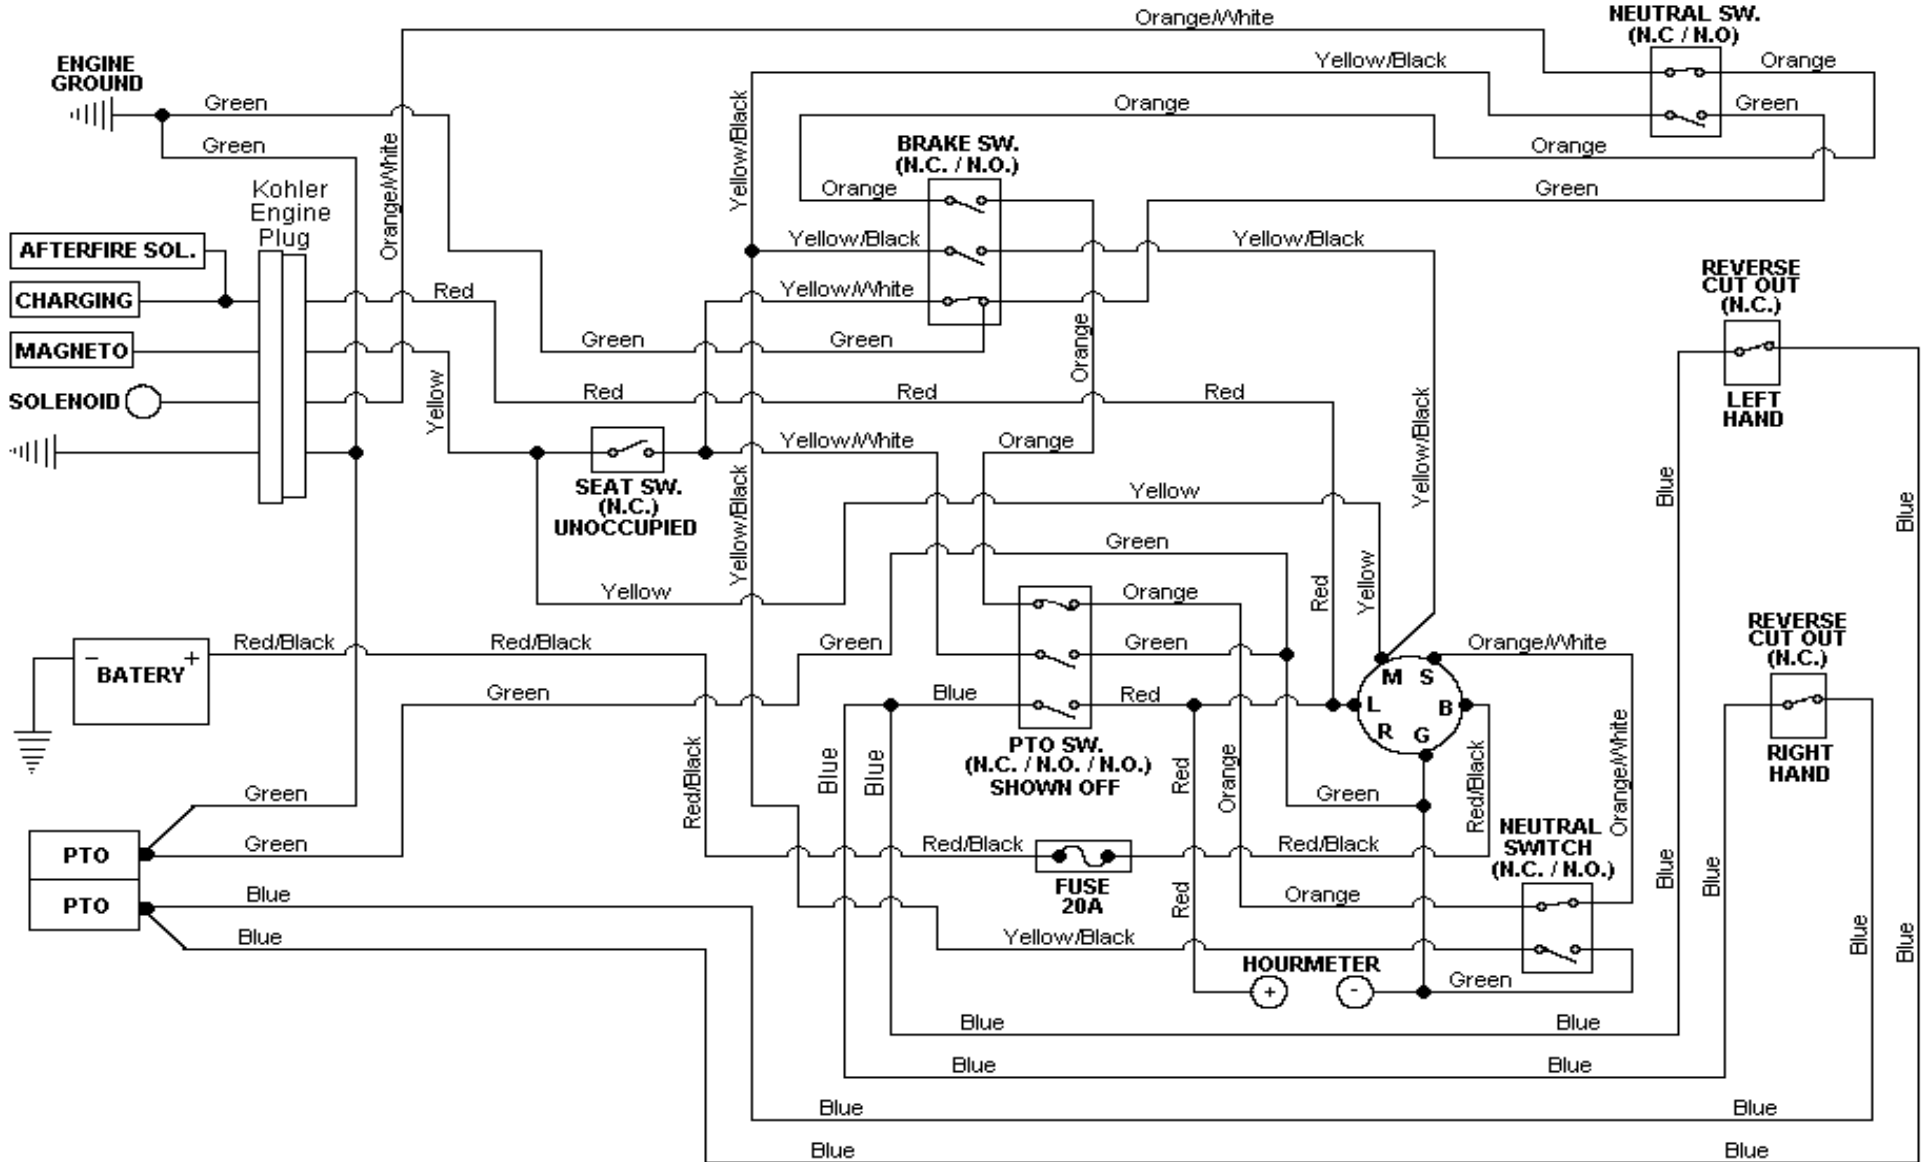 Orange/White
NEUTRAL SW.
(N.C / N.O)
ENGINE
GROUND
Yellow/Black
Orange
Green
Orange
Green
Green
Orange
BRAKE SW.
(N.C. / N.O.)
Yellow/Black
Orange/White
Kohler
Engine
Plug
Orange
Green
AFTERFIRE SOL.
Yellow/Black
Yellow/Black
REVERSE
CUT OUT
(N.C.)
CHARGING
Red
Yellow/White
MAGNETO
Green
Green
Orange
SOLENOID
Red
Red
Red
LEFT
HAND
Yellow
Yellow/White
Orange
Yellow/Black
SEAT SW.
(N.C.)
UNOCCUPIED
Yellow/Black
Yellow
Blue
Blue
Green
Yellow
Orange
Red
Yellow
REVERSE
CUT OUT
(N.C.)
BATERY
- +
Red/Black
Red/Black
Green
Green
Orange/White
M S
L B
R G
Green
Blue
Red
PTO SW.
(N.C. / N.O. / N.O.)
SHOWN OFF
RIGHT
HAND
Red/Black
Blue
Blue
Red
Orange
Red/Black
Orange/White
Green
Green
PTO
Green
Red/Black
Red/Black
FUSE
20A
NEUTRAL
SWITCH
(N.C. / N.O.)
Blue
Blue
PTO
Blue
Red
Orange
Blue
Blue
Blue
Yellow/Black
HOURMETER
+ -
Green
Blue
Blue
Blue
Blue
Blue
Blue
Blue
Blue